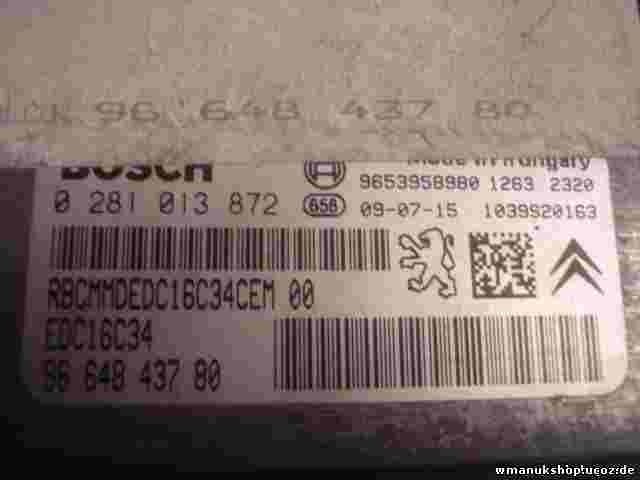 96 648 437 80
BOSCH
Made in Hungary
9653958980 1263 2320
0 281 013 872
656 09-07-15 1039S20163
RBCMMDEDC16C34CEM 00
EDC16C34
96 648 437 80
wmanukshop.ucoz.de